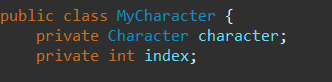 public class MyCharacter {
    private Character character;
    private int index;